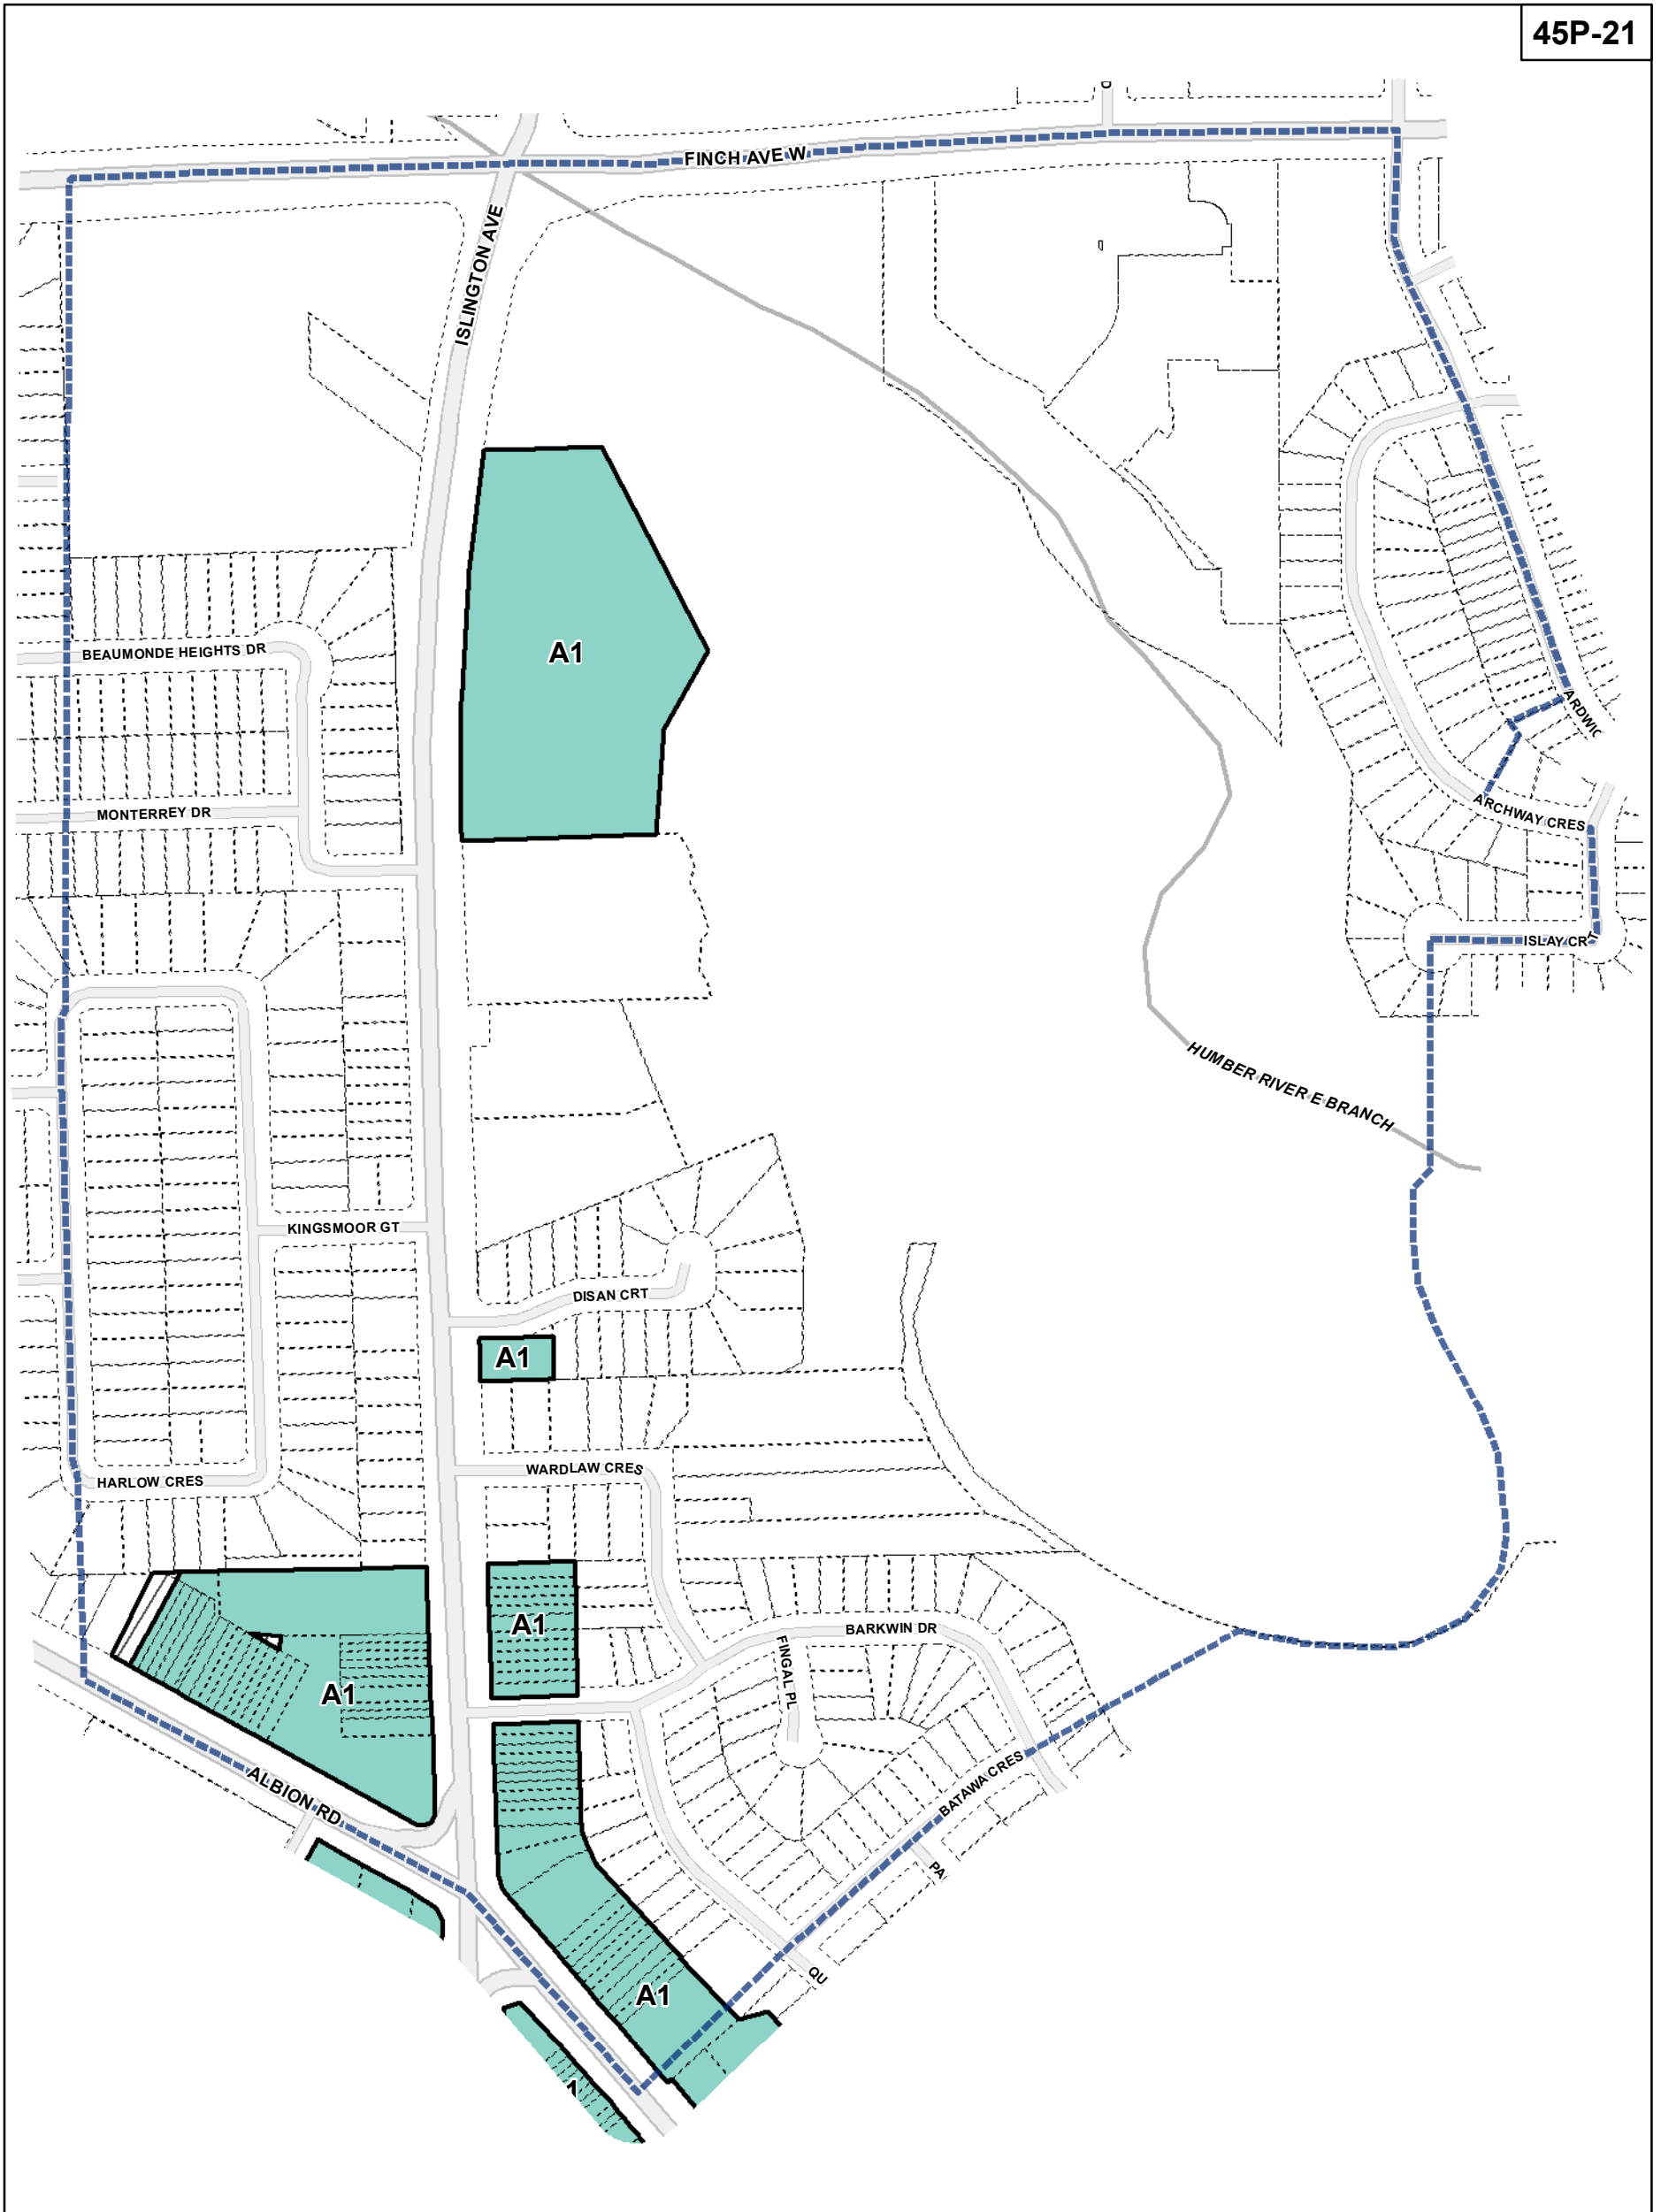 45P-21
FINCH AVE W
ISLINGTON AVE
A1
BEAUMONDE HEIGHTS DR
ARDWIC
MONTERREY DR
ARCHWAY CRES
ISLAY CRT
HUMBER RIVER E BRANCH
KINGSMOOR GT
DISAN CRT
A1
WARDLAW CRES
HARLOW CRES
A1
BARKWIN DR
FINGAL PL
A1
BATAWA CRES
ALBION RD
PA
QU
A1